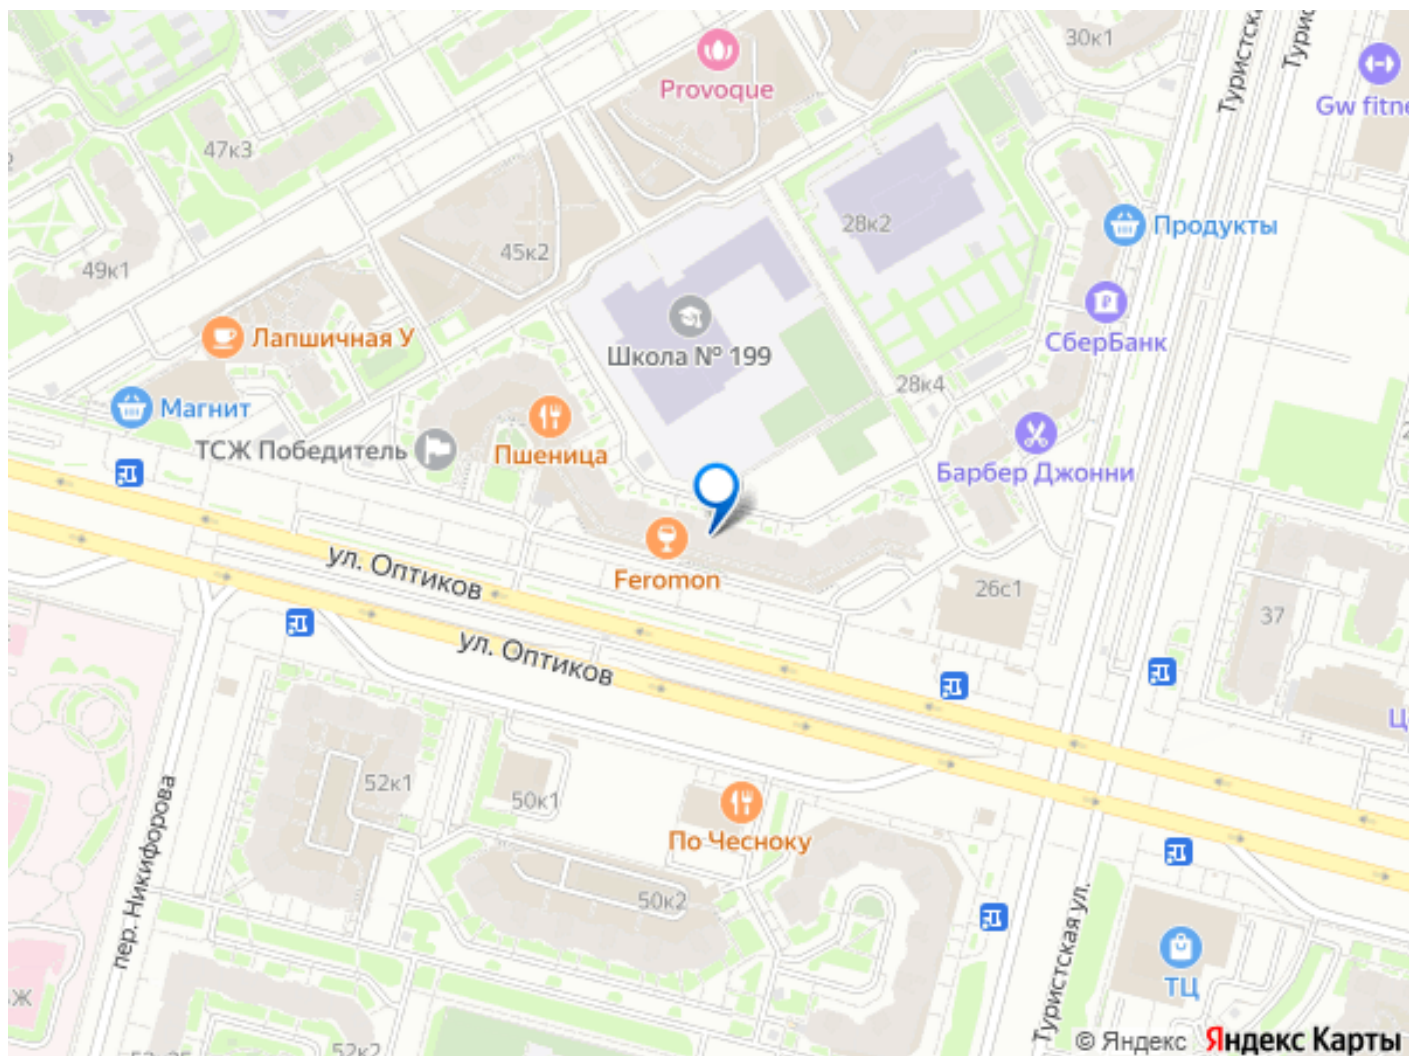 30к1
Туристска
Турис
Provoque
Gw fitne
47к3
28к2
Продукты
45к2
49к1
СберБанк
Лапшичная У
Школа № 199
28к4
Магнит
ТСЖ Победитель
Пшеница
Барбер Джонни
ул. Оптиков
Feromon
26с1
37
ул. Оптиков
Ц
52к1
50к1
пер. Никифорова
По Чесноку
50к2
Туристская ул.
ТЦ
Ж
52к2
© Яндекс Яндекс Карты